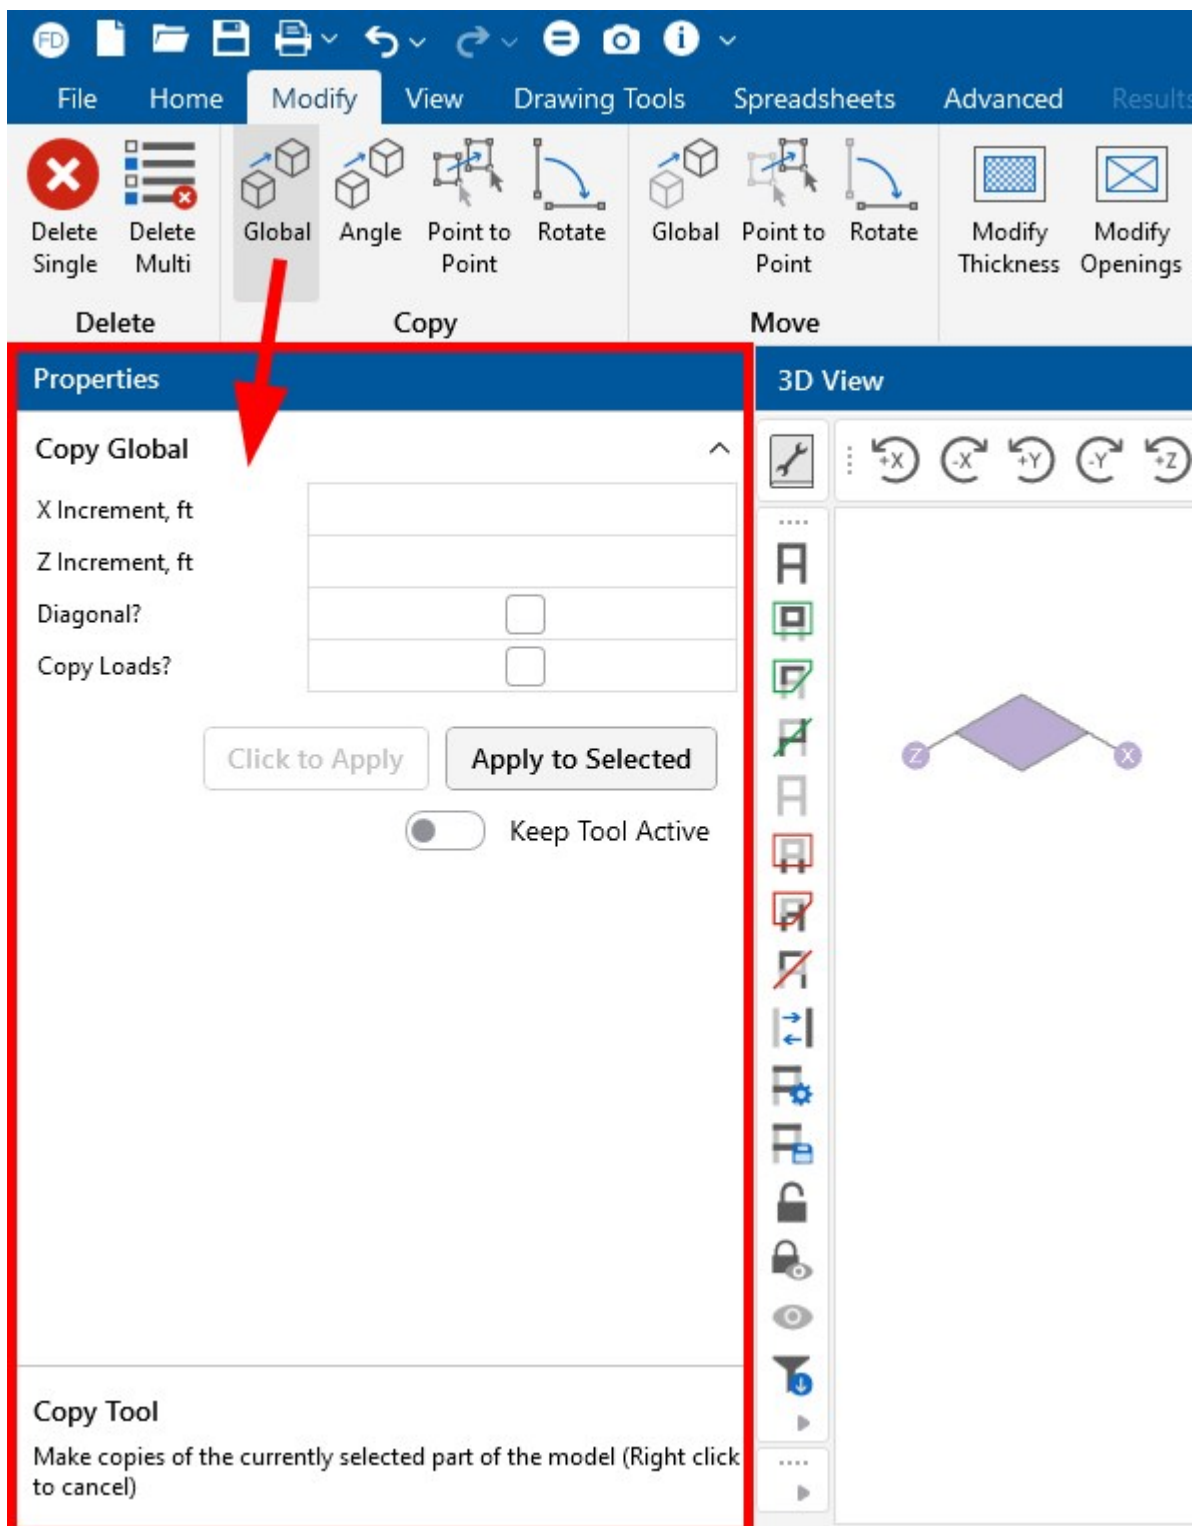 FD
File Home Modify View Drawing Tools Spreadsheets Advanced Results
Delete Single
Delete Multi
Global
Angle
Point to Point
Rotate
Global
Point to Point
Rotate
Modify Thickness
Modify Openings
Delete Copy Move
Properties
3D View
Copy Global
+X -X +Y -Y +Z
X Increment, ft
Z Increment, ft
Diagonal?
Copy Loads?
Z X
Click to Apply Apply to Selected
Keep Tool Active
Copy Tool
Make copies of the currently selected part of the model (Right click
to cancel)